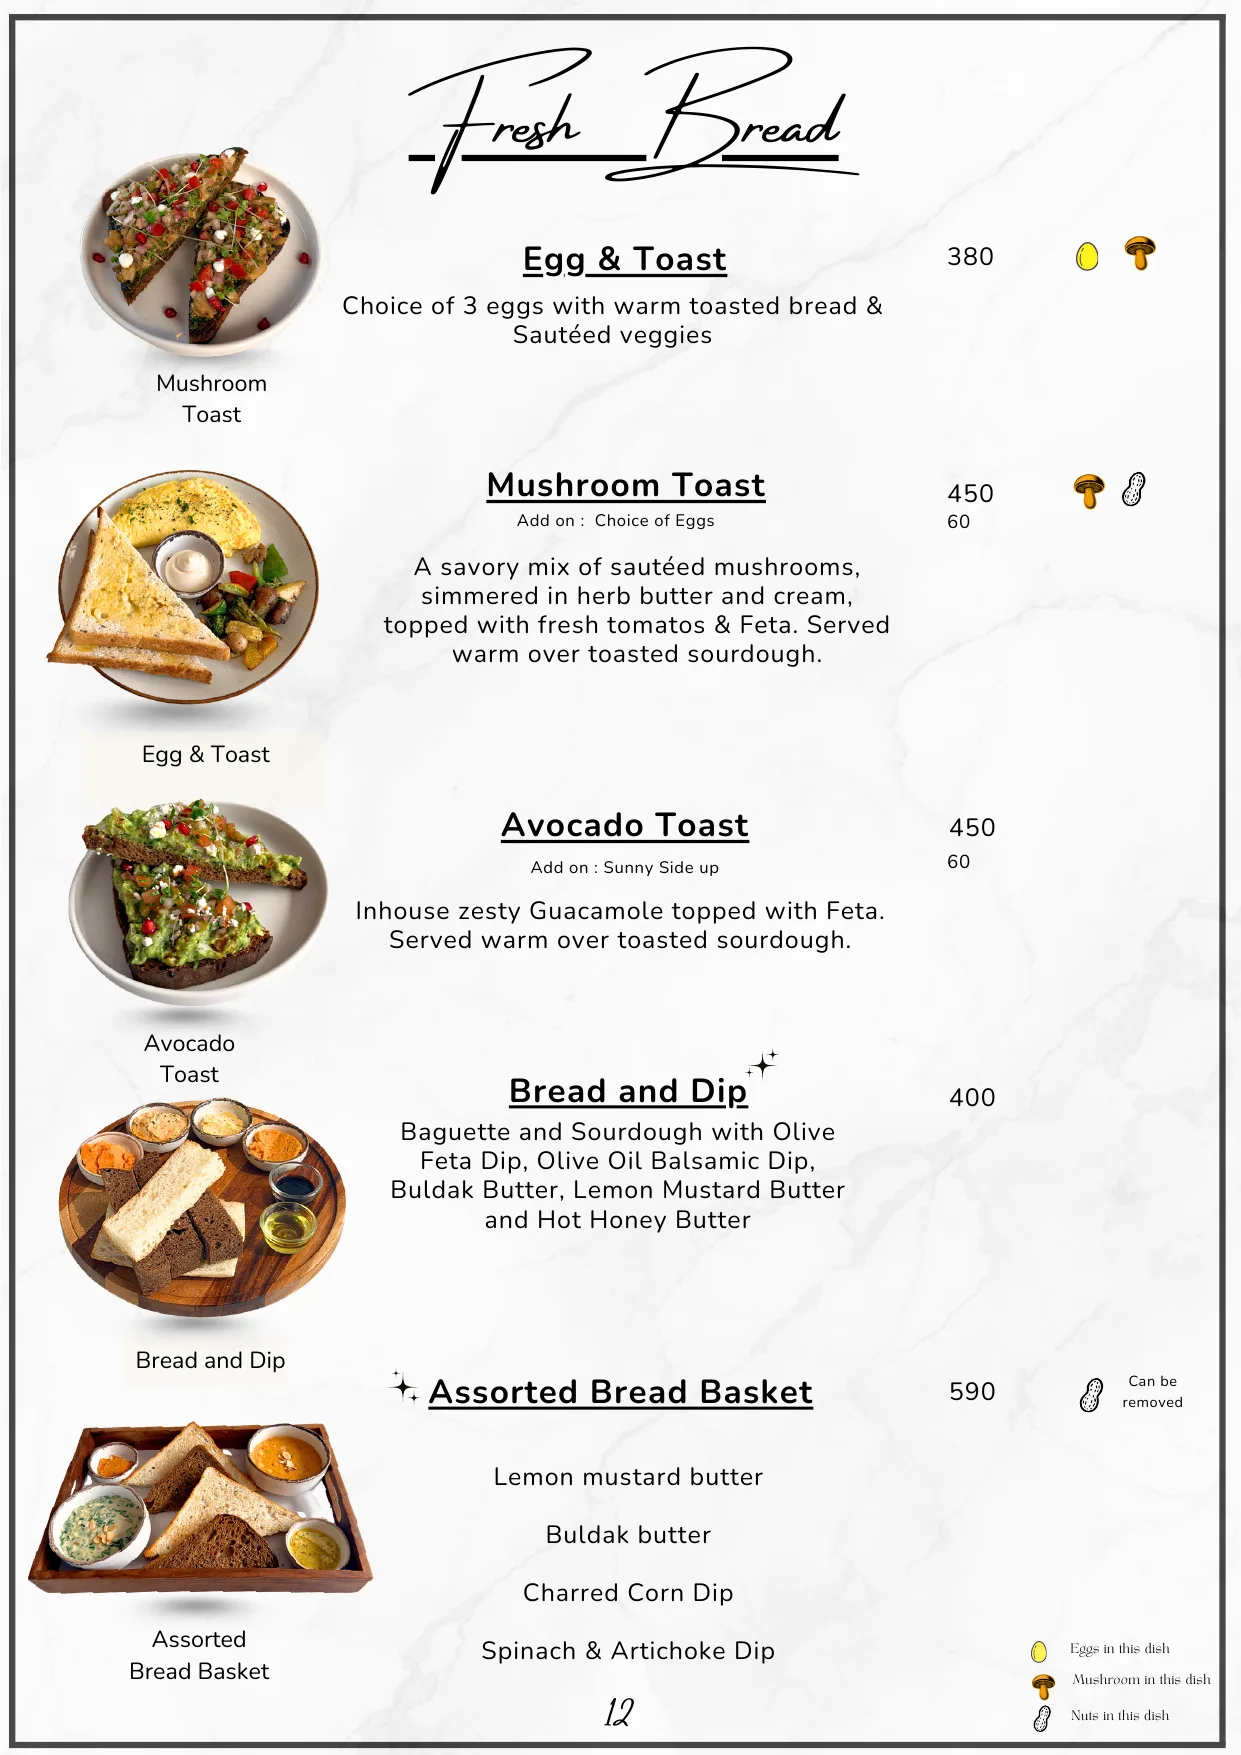 Fresh Bread
Egg & Toast
380
Choice of 3 eggs with warm toasted bread &
Sautéed veggies
Mushroom
Toast
Mushroom Toast
450
Add on : Choice of Eggs
60
A savory mix of sautéed mushrooms,
simmered in herb butter and cream,
topped with fresh tomatos & Feta. Served
warm over toasted sourdough.
Egg & Toast
Avocado Toast
450
Add on : Sunny Side up
60
Inhouse zesty Guacamole topped with Feta.
Served warm over toasted sourdough.
Avocado
Toast
Bread and Dip
400
Baguette and Sourdough with Olive
Feta Dip, Olive Oil Balsamic Dip,
Buldak Butter, Lemon Mustard Butter
and Hot Honey Butter
Bread and Dip
Assorted Bread Basket
590
Can be
removed
Lemon mustard butter
Buldak butter
Charred Corn Dip
Spinach & Artichoke Dip
Assorted
Bread Basket
Eggs in this dish
Mushroom in this dish
Nuts in this dish
12